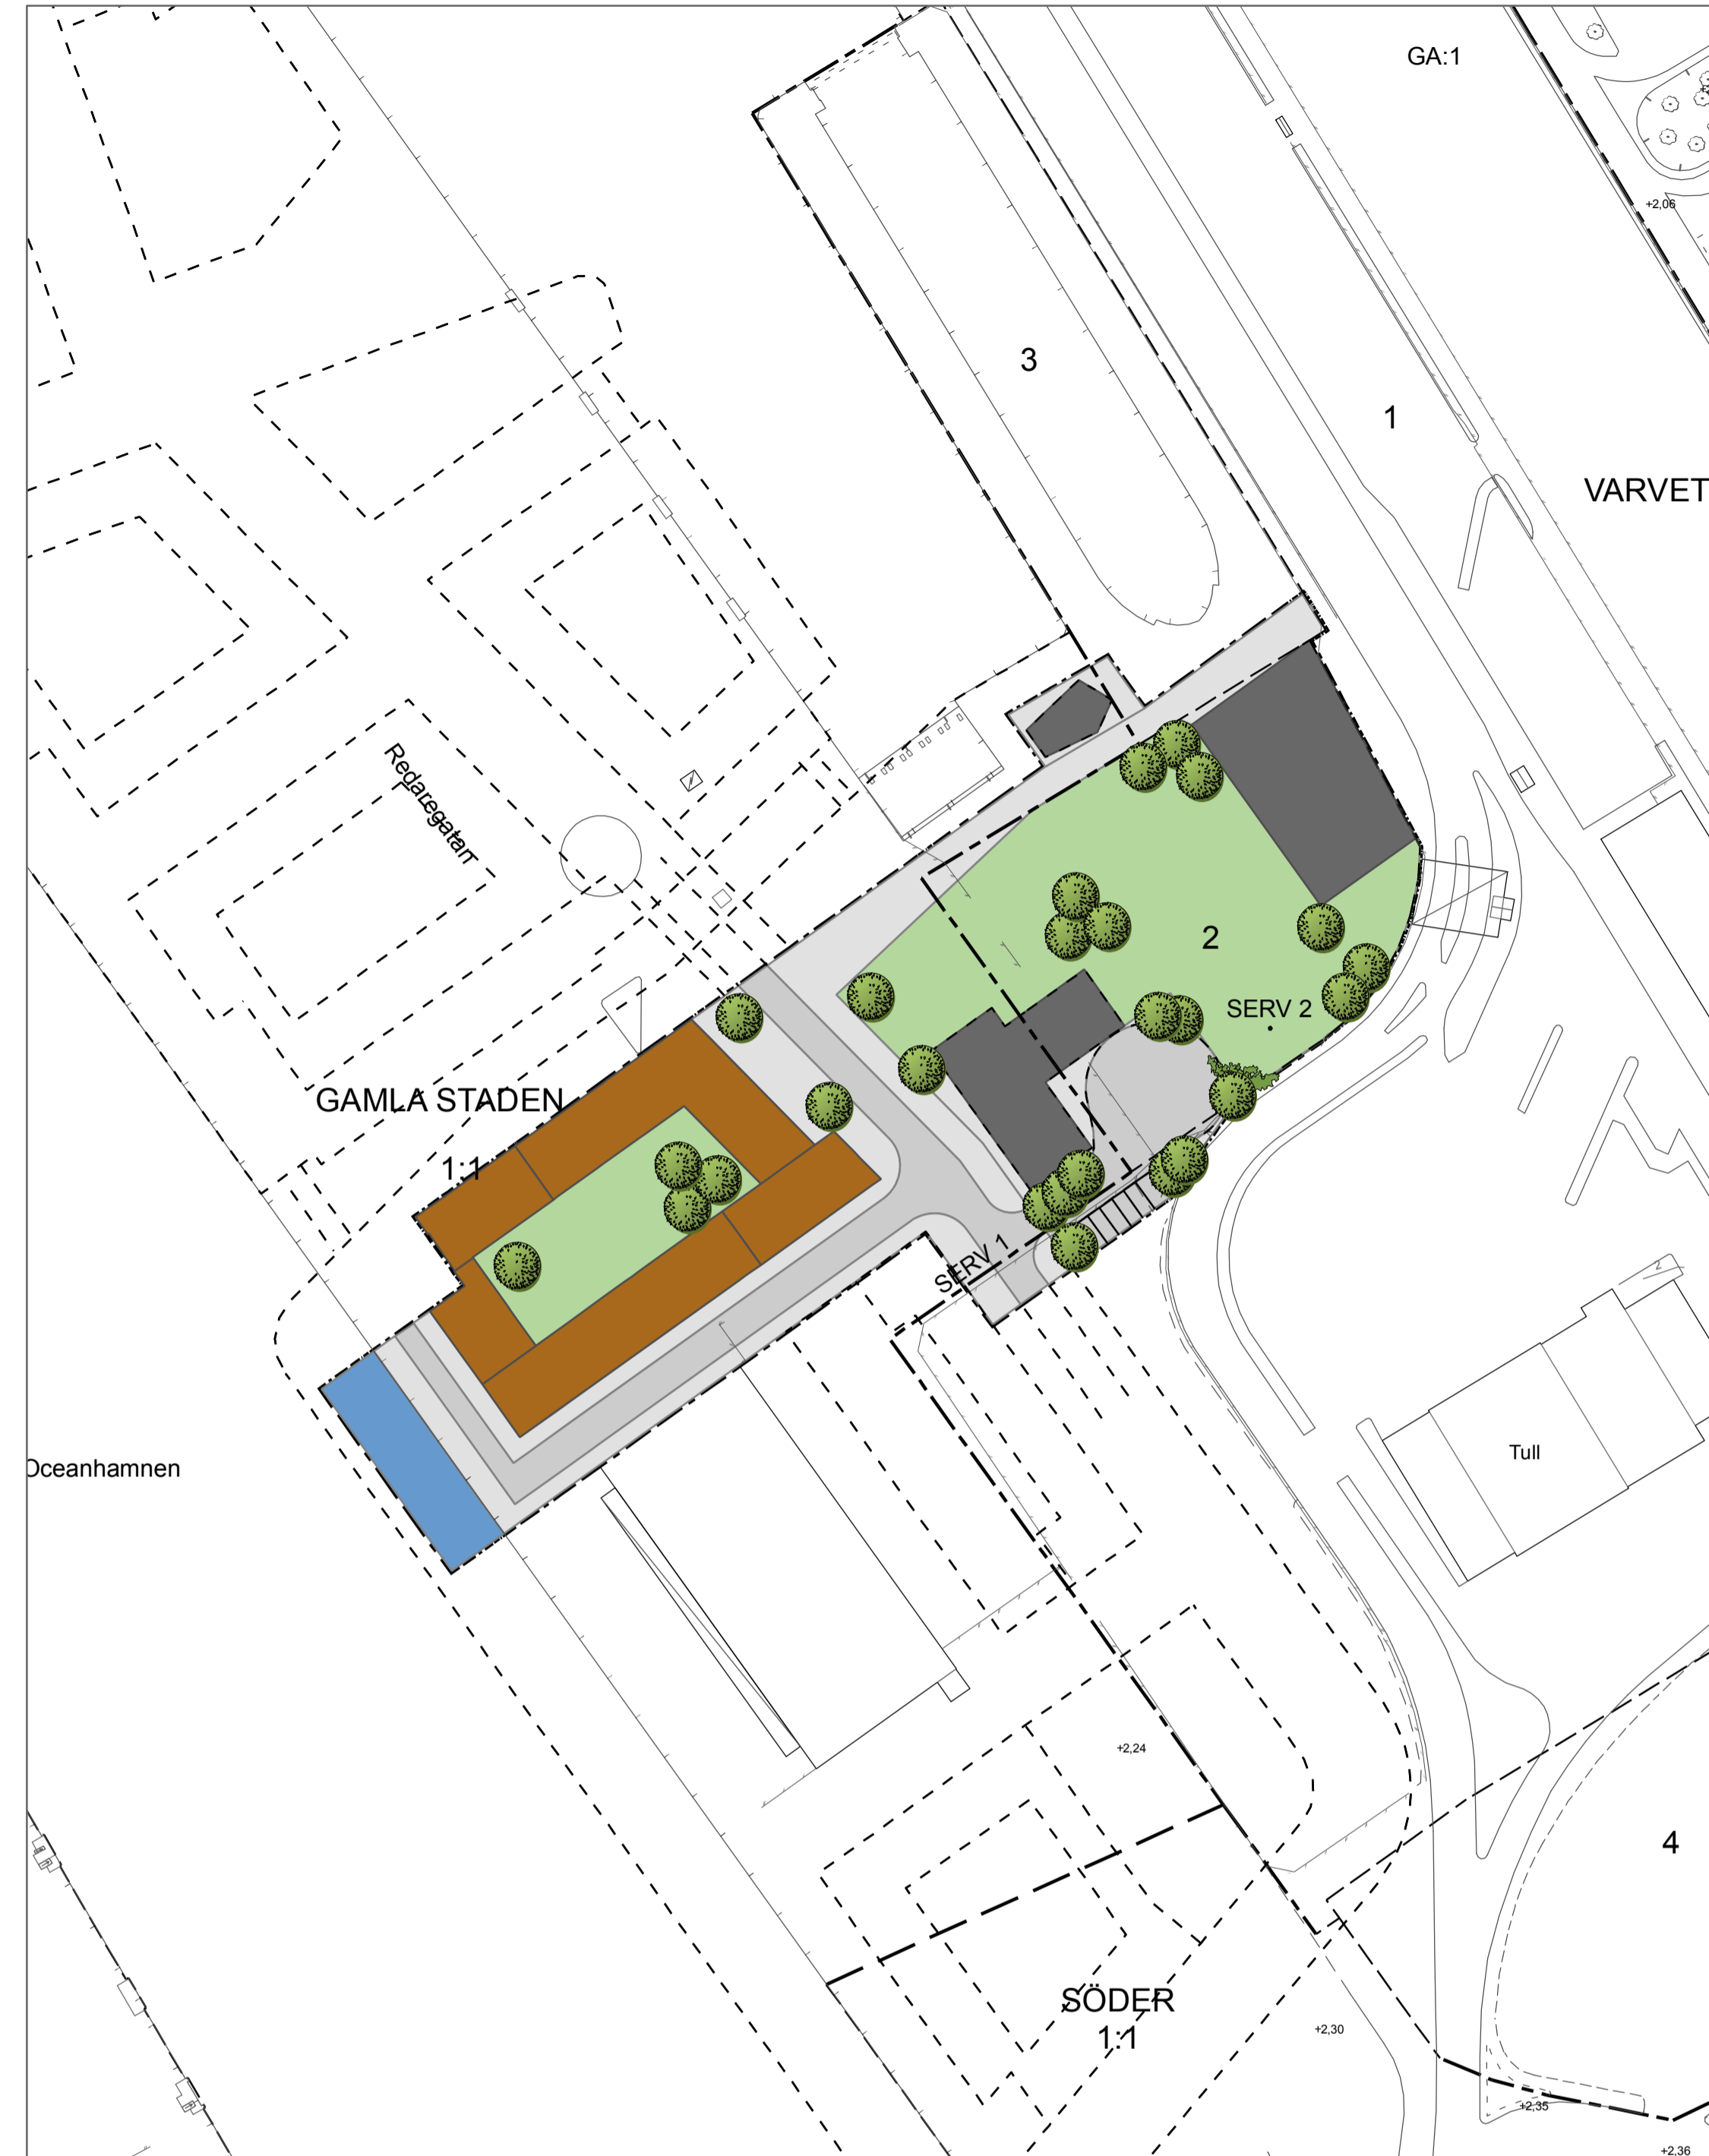 GA:1
+2,06
3
1
VARVET
Redaregatan
2
SERV 2
GAMLA STADEN
1:1
SERV 1
Tull
Oceanhamnen
+2,24
4
SÖDER
1:1
+2,30
+2,35
+2,36